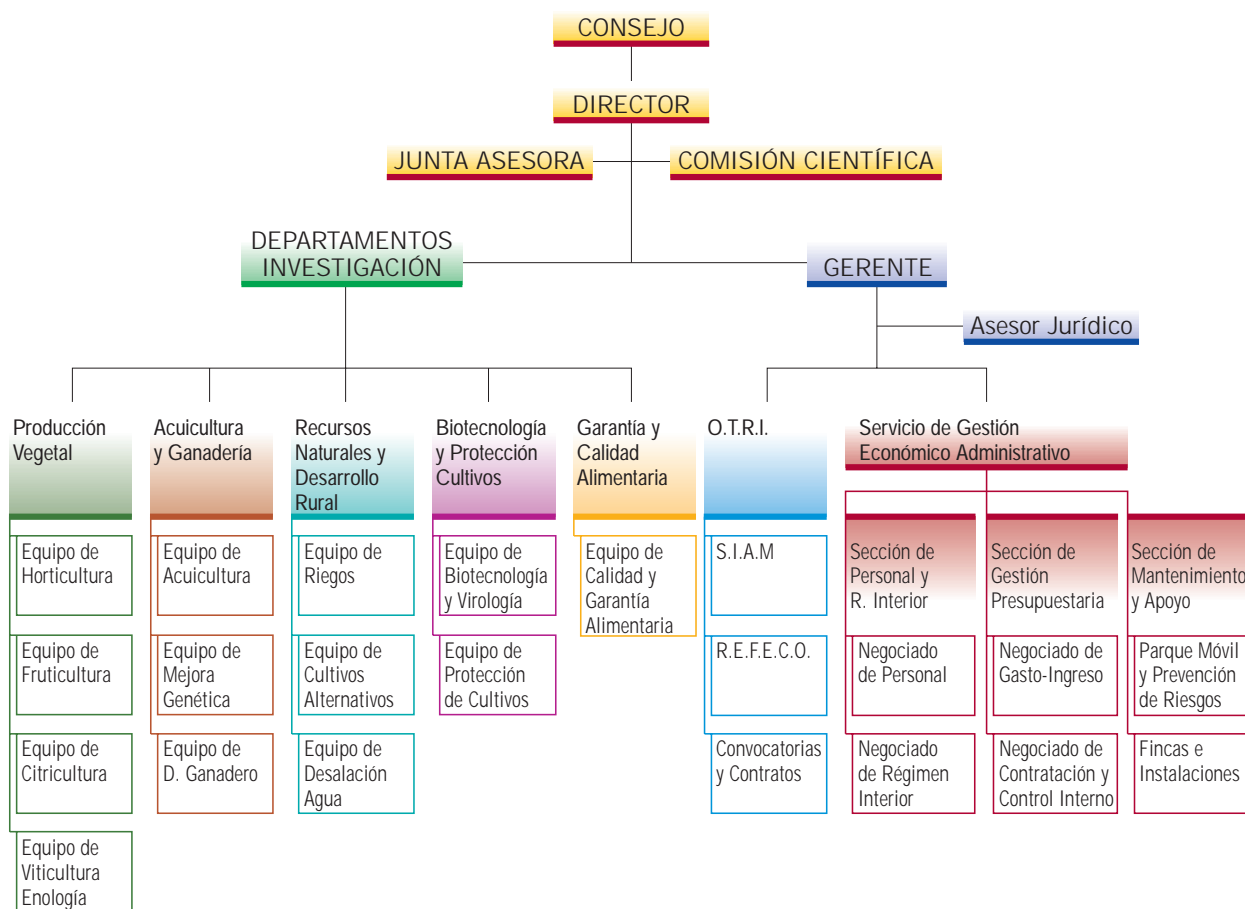 CONSEJO
DIRECTOR
JUNTA ASESORA
COMISIÓN CIENTÍFICA
DEPARTAMENTOS
INVESTIGACIÓN
GERENTE
Asesor Jurídico
Producción
Vegetal
Equipo de
Horticultura
Equipo de
Fruticultura
Equipo de
Citricultura
Equipo de
Viticultura
Enología
Acuicultura
y Ganadería
Equipo de
Acuicultura
Equipo de
Mejora
Genética
Equipo de
D. Ganadero
Recursos
Naturales y
Desarrollo
Rural
Equipo de
Riegos
Equipo de
Cultivos
Alternativos
Equipo de
Desalación
Agua
Biotecnología
y Protección
Cultivos
Equipo de
Biotecnología
y Virología
Equipo de
Protección
de Cultivos
Garantía y
Calidad
Alimentaria
Equipo de
Calidad y
Garantía
Alimentaria
O.T.R.I.
S.I.A.M
R.E.F.E.C.O.
Convocatorias
y Contratos
Servicio de Gestión
Económico Administrativo
Sección de
Personal y
R. Interior
Negociado
de Personal
Negociado
de Régimen
Interior
Sección de
Gestión
Presupuestaria
Negociado de
Gasto-Ingreso
Negociado de
Contratación y
Control Interno
Sección de
Mantenimiento
y Apoyo
Parque Móvil
y Prevención
de Riesgos
Fincas e
Instalaciones